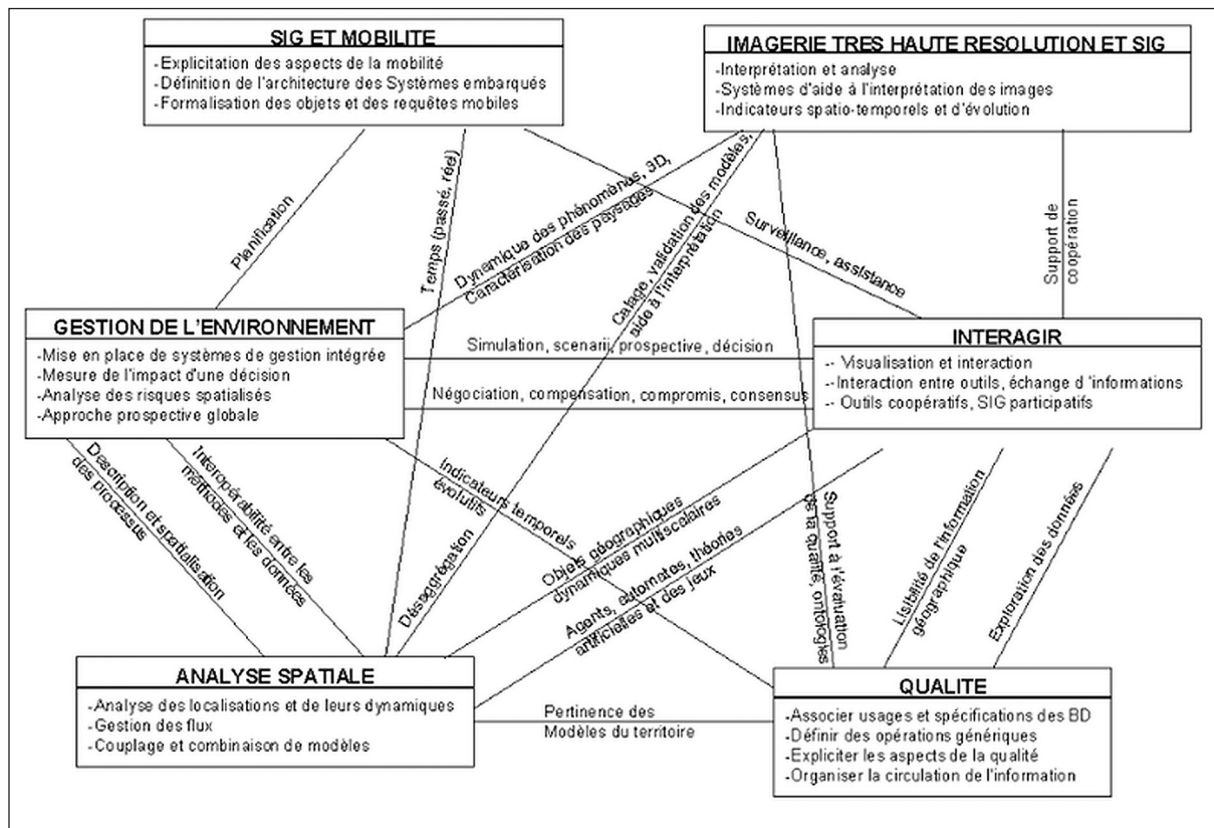 SIG ET MOBILITE
-Explicitation des aspects de la mobilité
-Définition de l'architecture des Systèmes embarqués
-Formalisation des objets et des requêtes mobiles
IMAGERIE TRES HAUTE RESOLUTION ET SIG
-Interprétation et analyse
-Systèmes d'aide à l'interprétation des images
-Indicateurs spatio-temporels et d'évolution
Planification
Temps (passé, réel)
Dynamique des phénomènes, 3D,
Caractérisation des paysages
Calage, validation des modèles,
aide à l'interprétation
Surveillance, assistance
Support de
coopération
GESTION DE L'ENVIRONNEMENT
-Mise en place de systèmes de gestion intégrée
-Mesure de l'impact d'une décision
-Analyse des risques spatialisés
-Approche prospective globale
Simulation, scenarii, prospective, décision
Négociation, compensation, compromis, consensus
INTERAGIR
-- Visualisation et interaction
--Interaction entre outils, échange d 'informations
-- Outils coopératifs, SIG participatifs
Description et spatialisation
des processus
Interopérabilité entre les
méthodes et les données
Indicateurs temporels
évolutifs
Désaggrégation
Objets géographiques
dynamiques multiscalaires
Agents, automates, théories
artificielles et des jeux
Support à l'évaluation
de la qualité, ontologies
Lisibilité de l'information
géographique
Exploration des données
ANALYSE SPATIALE
-Analyse des localisations et de leurs dynamiques
-Gestion des flux
-Couplage et combinaison de modèles
Pertinence des
Modèles du territoire
QUALITE
-Associer usages et spécifications des BD
-Définir des opérations génériques
-Expliciter les aspects de la qualité
-Organiser la circulation de l'information